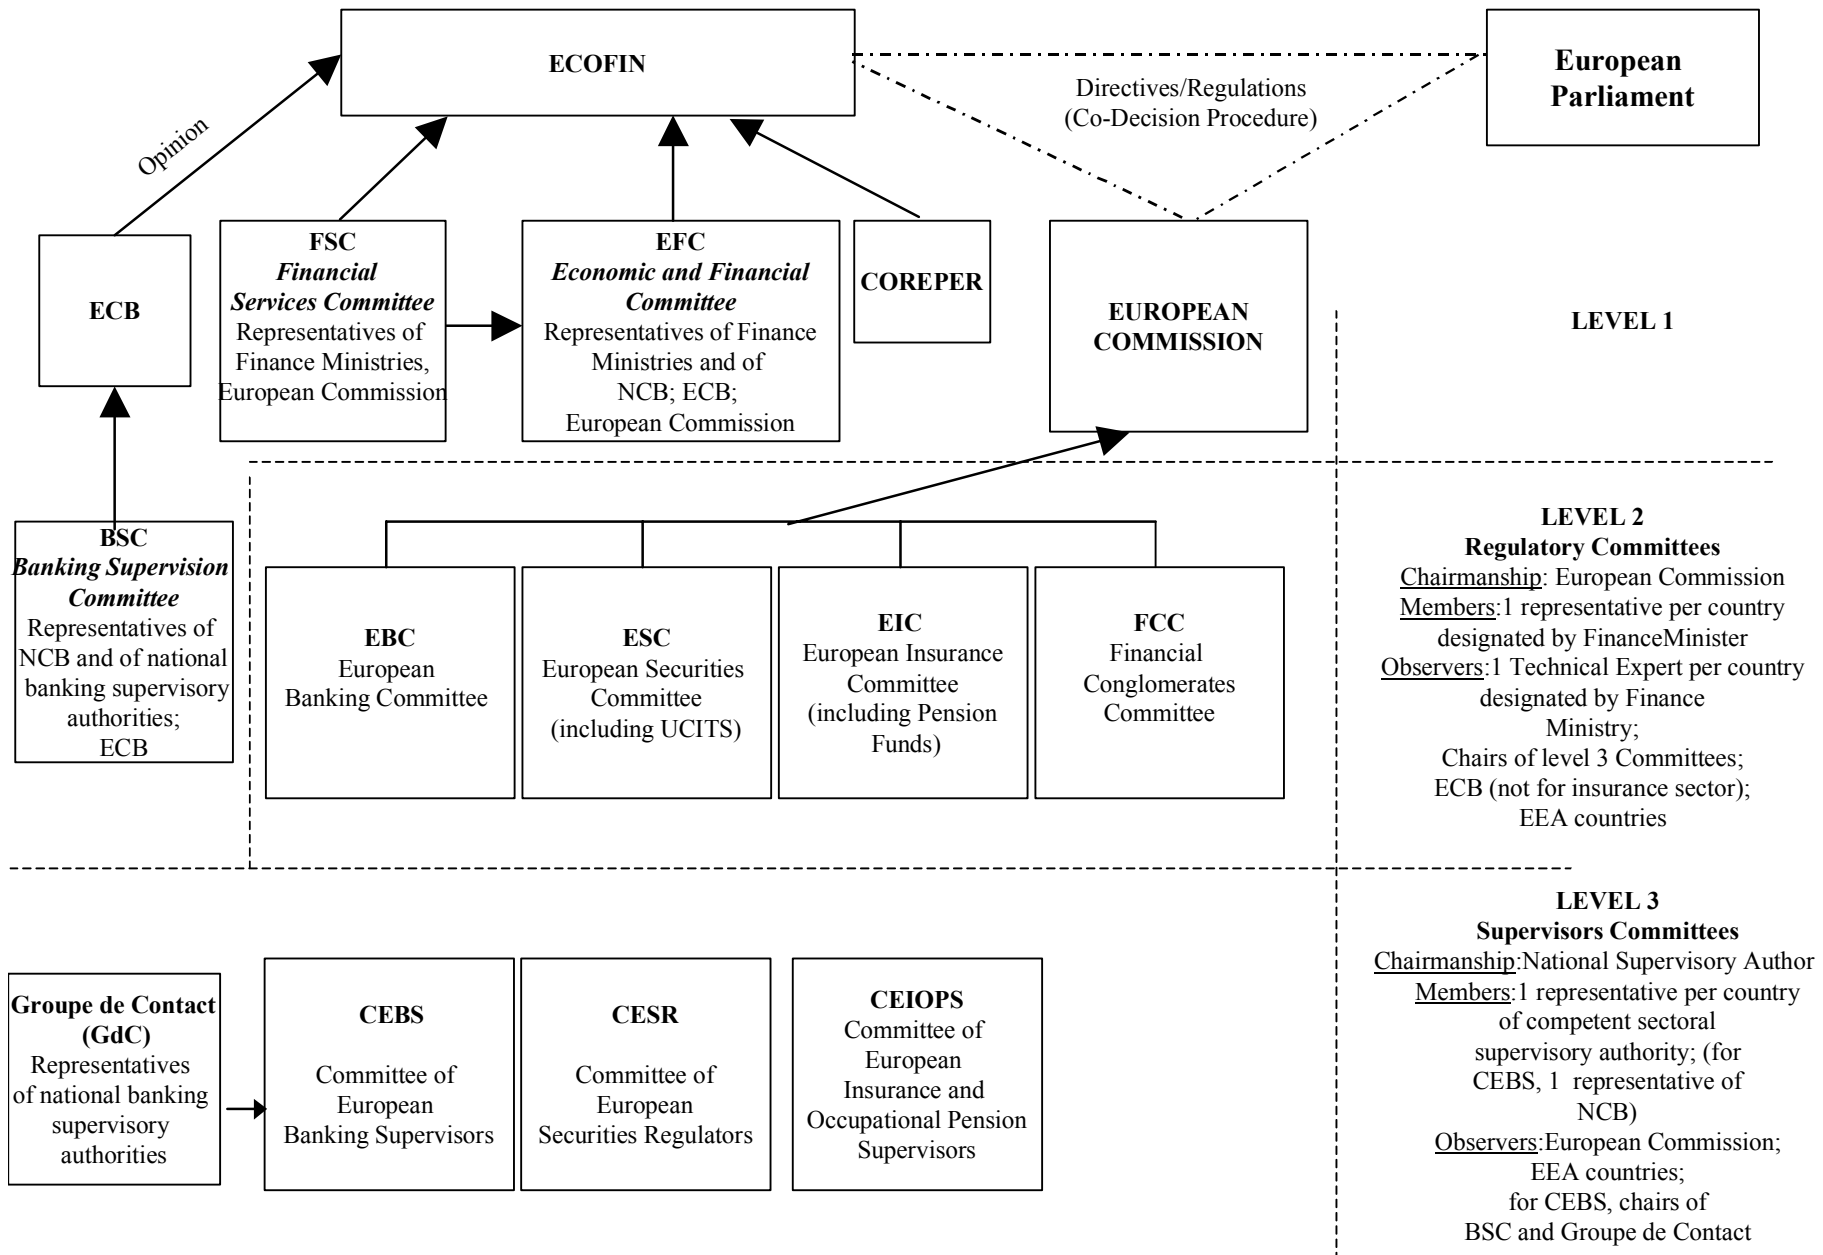 ECOFIN
European
Parliament
Directives/Regulations
(Co-Decision Procedure)
Opinion
ECB
FSC
Financial
Services Committee
Representatives of
Finance Ministries,
European Commission
EFC
Economic and Financial
Committee
Representatives of Finance
Ministries and of
NCB; ECB;
European Commission
COREPER
EUROPEAN
COMMISSION
LEVEL 1
BSC
Banking Supervision
Committee
Representatives of
NCB and of national
banking supervisory
authorities;
ECB
EBC
European
Banking Committee
ESC
European Securities
Committee
(including UCITS)
EIC
European Insurance
Committee
(including Pension
Funds)
FCC
Financial
Conglomerates
Committee
LEVEL 2
Regulatory Committees
Chairmanship: European Commission
Members:1 representative per country
designated by FinanceMinister
Observers:1 Technical Expert per country
designated by Finance
Ministry;
Chairs of level 3 Committees;
ECB (not for insurance sector);
EEA countries
Groupe de Contact
(GdC)
Representatives
of national banking
supervisory
authorities
CEBS
Committee of
European
Banking Supervisors
CESR
Committee of
European
Securities Regulators
CEIOPS
Committee of
European
Insurance and
Occupational Pension
Supervisors
LEVEL 3
Supervisors Committees
Chairmanship:National Supervisory Author
Members:1 representative per country
of competent sectoral
supervisory authority; (for
CEBS, 1 representative of
NCB)
Observers:European Commission;
EEA countries;
for CEBS, chairs of
BSC and Groupe de Contact